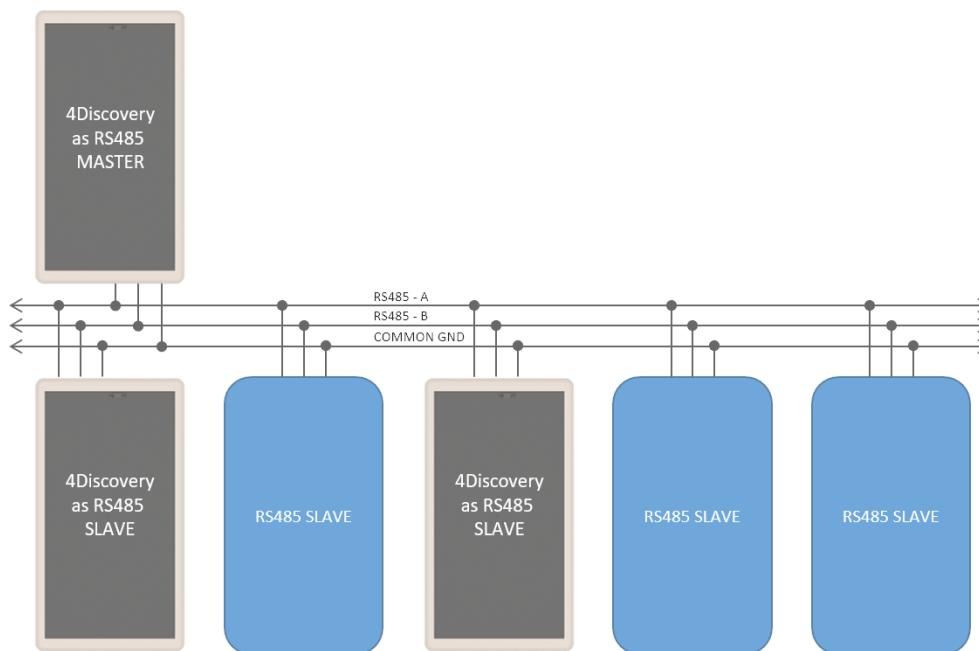 4Discovery
as RS485
MASTER
RS485 - A
RS485 - B
COMMON GND
4Discovery
as RS485
SLAVE
RS485 SLAVE
4Discovery
as RS485
SLAVE
RS485 SLAVE
RS485 SLAVE